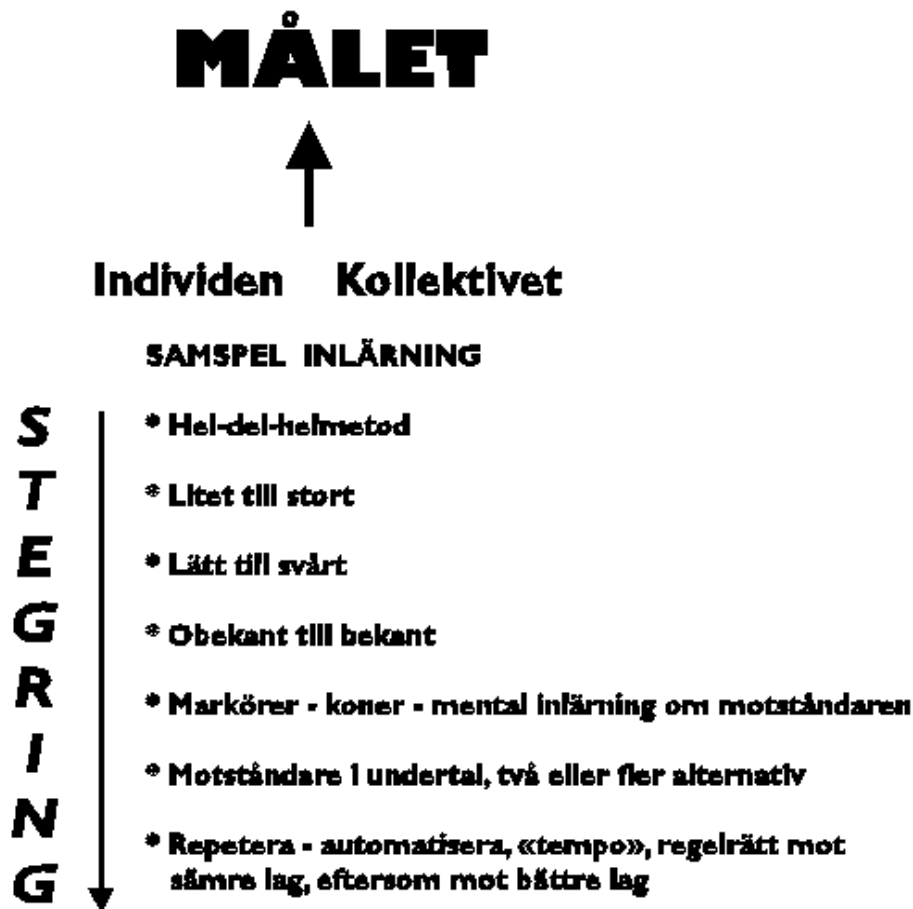 MÅLET
Individen Kollektivet
SAMSPEL INLÄRNING
STEGRING
* Hel-del-helmetod
* Litet till stort
* Lätt till svårt
* Obekant till bekant
* Markörer - koner - mental inlärning om motståndaren
* Motståndare i undertal, två eller fler alternativ
* Repetera - automatisera, «tempo», regelrätt mot
sämre lag, eftersom mot bättre lag